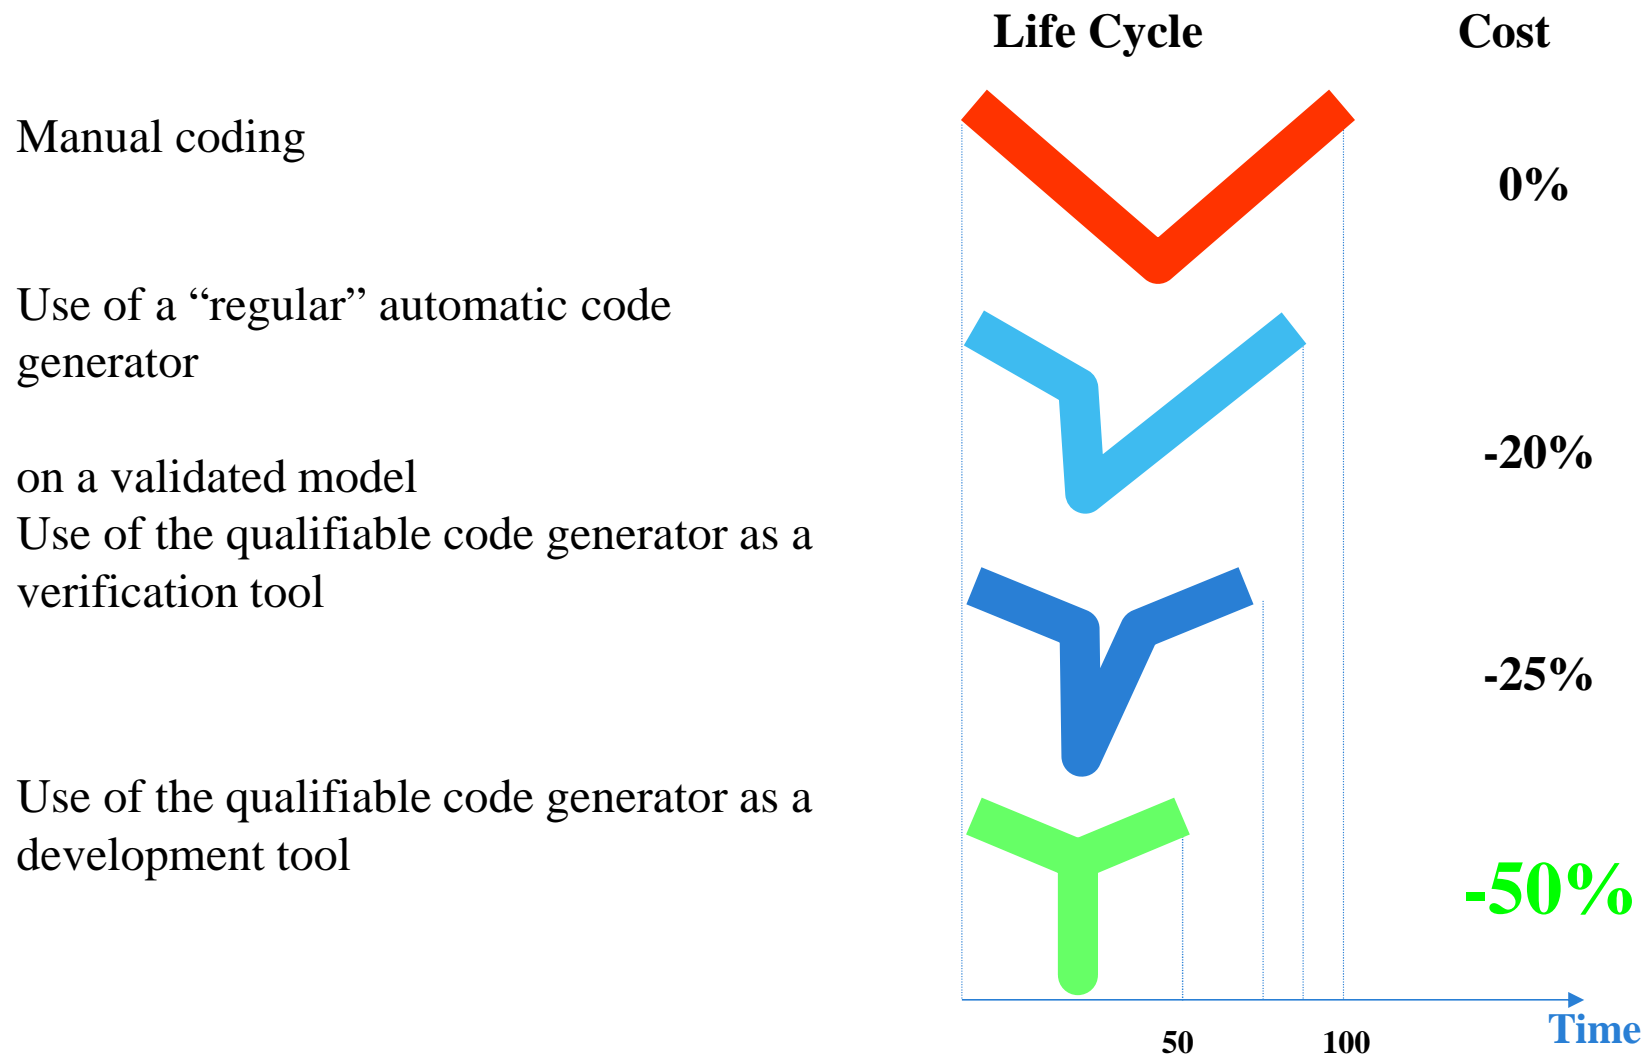 Life Cycle Cost
Manual coding
0%
Use of a “regular” automatic code
generator
on a validated model
-20%
Use of the qualifiable code generator as a
verification tool
-25%
Use of the qualifiable code generator as a
development tool
-50%
Time
50 100